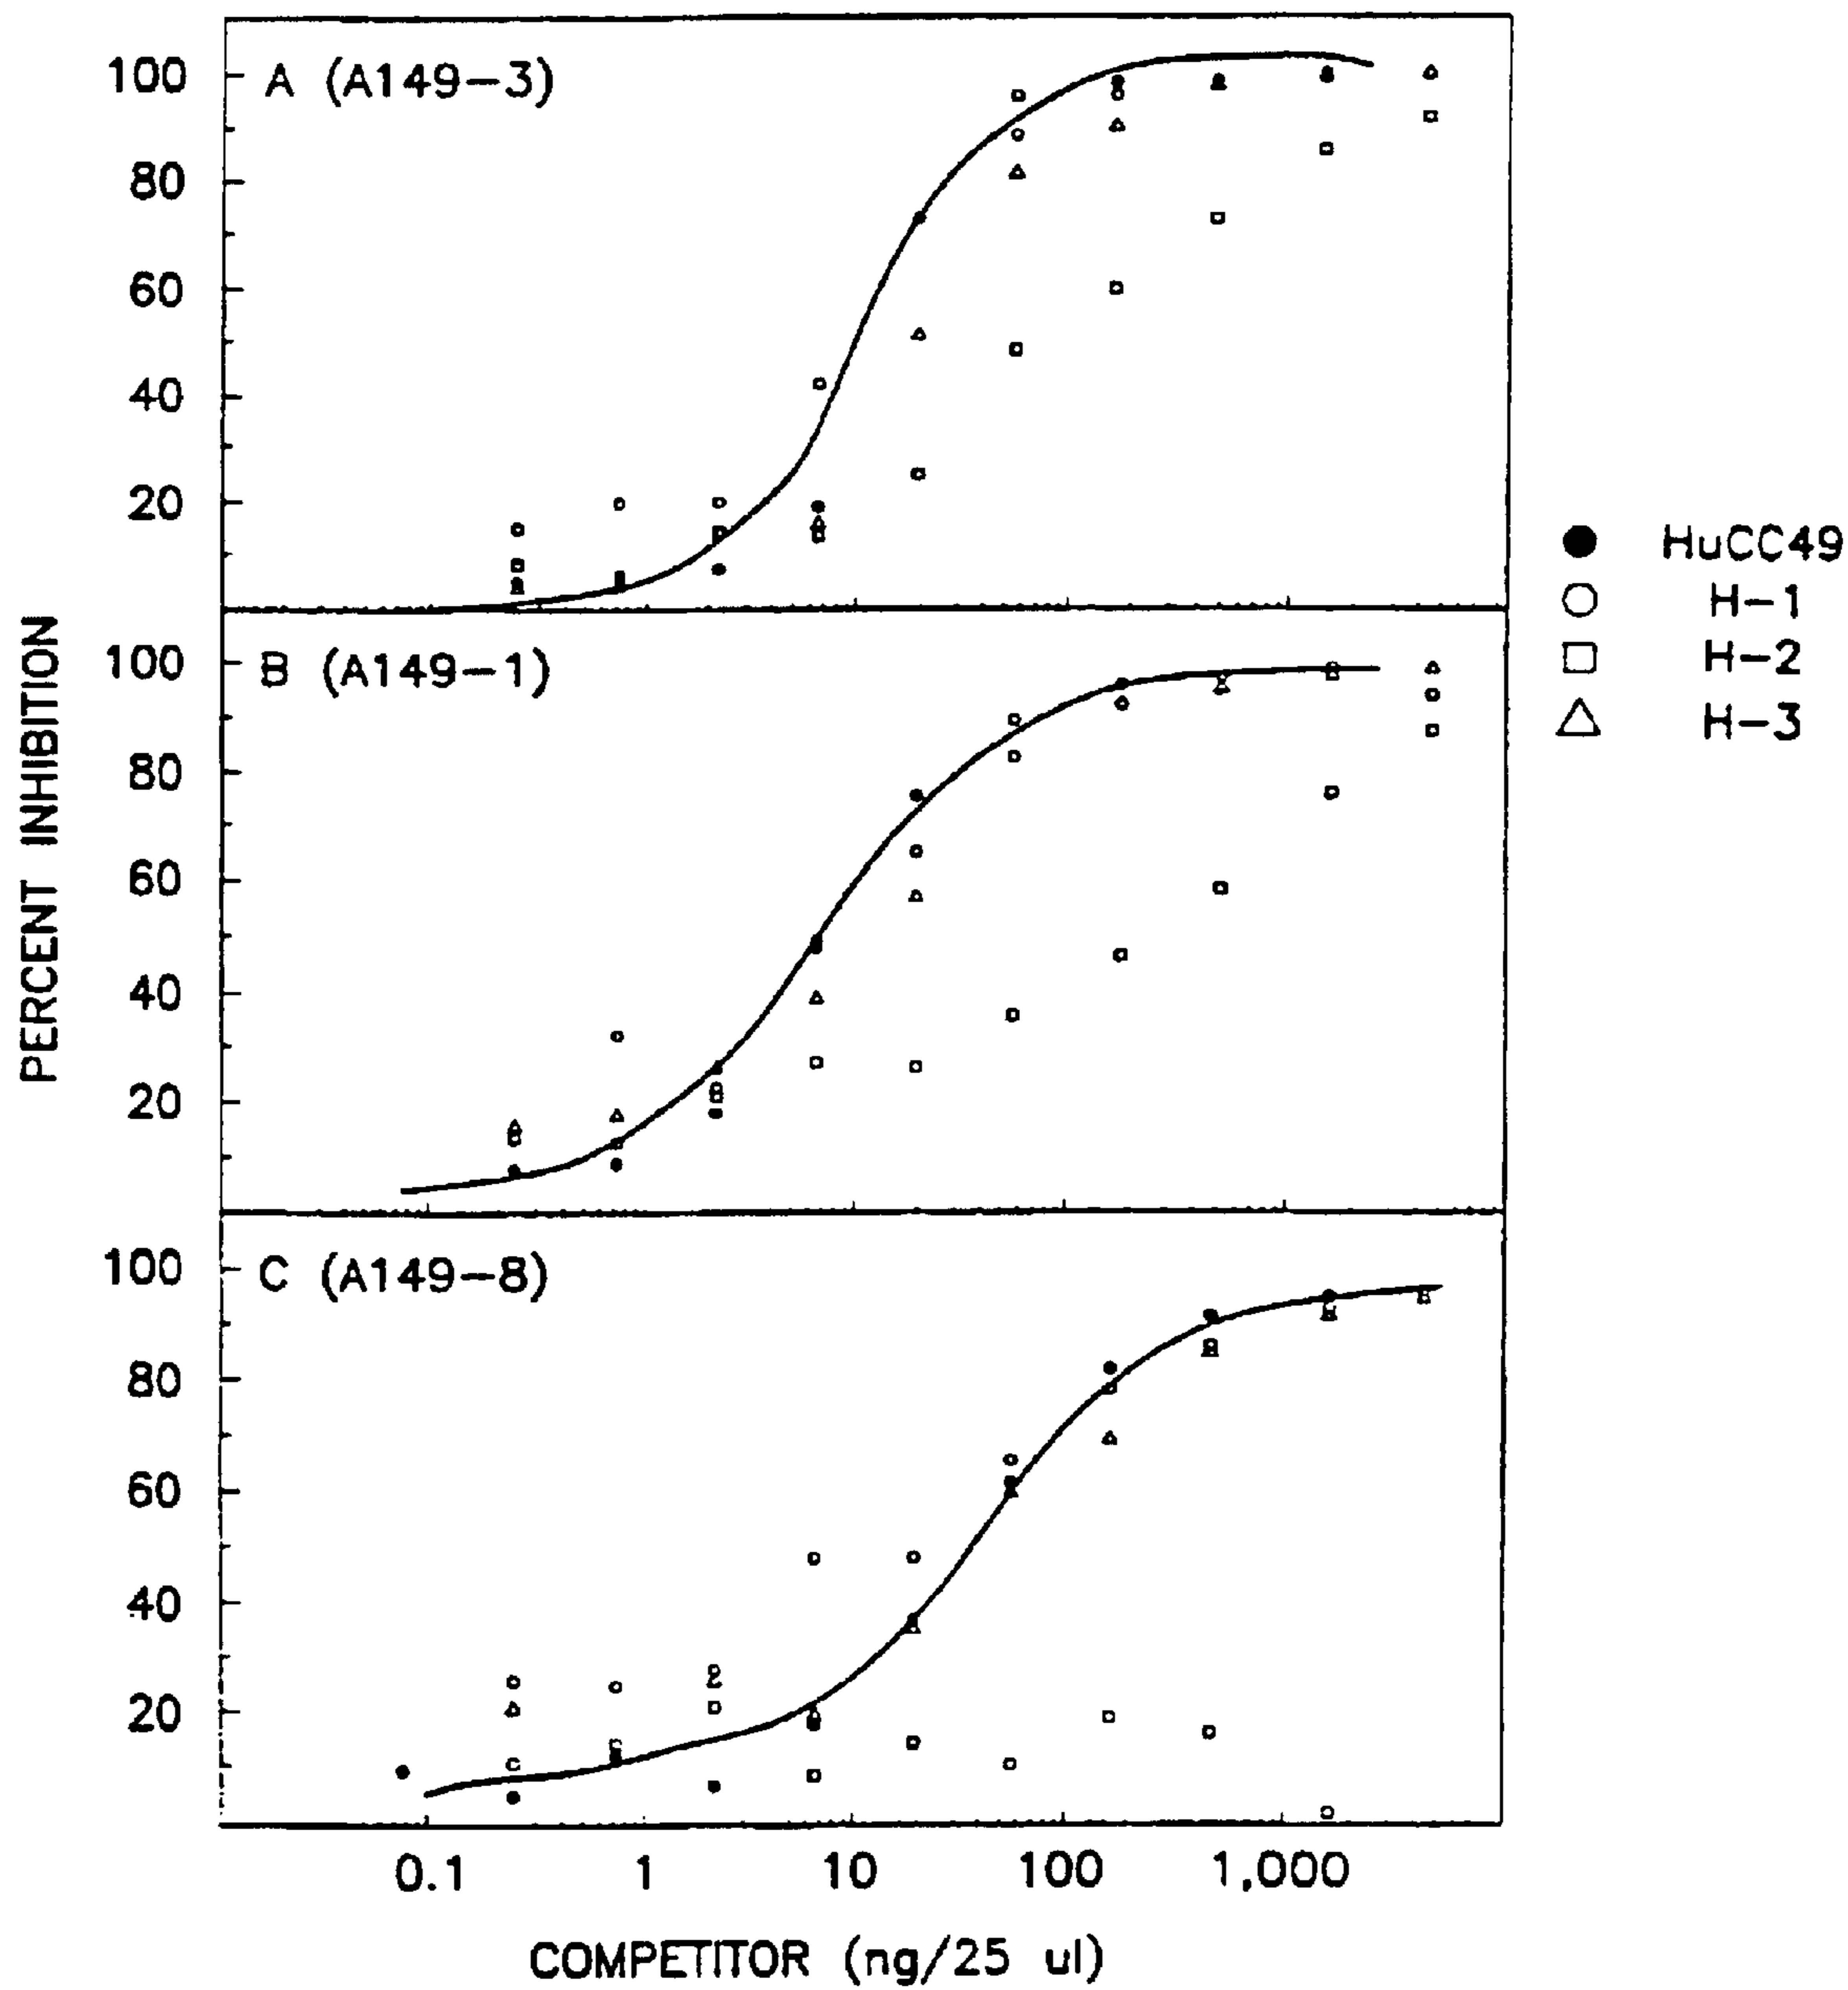 A (A149-3)
100
80
60
40
20
B (A149-1)
100
80
60
40
20
C (A149-8)
100
80
60
40
20
0.1 1 10 100 1,000
PERCENT INHIBITION
COMPETITOR (ng/25 ul)
HuCC49
H-1
H-2
H-3